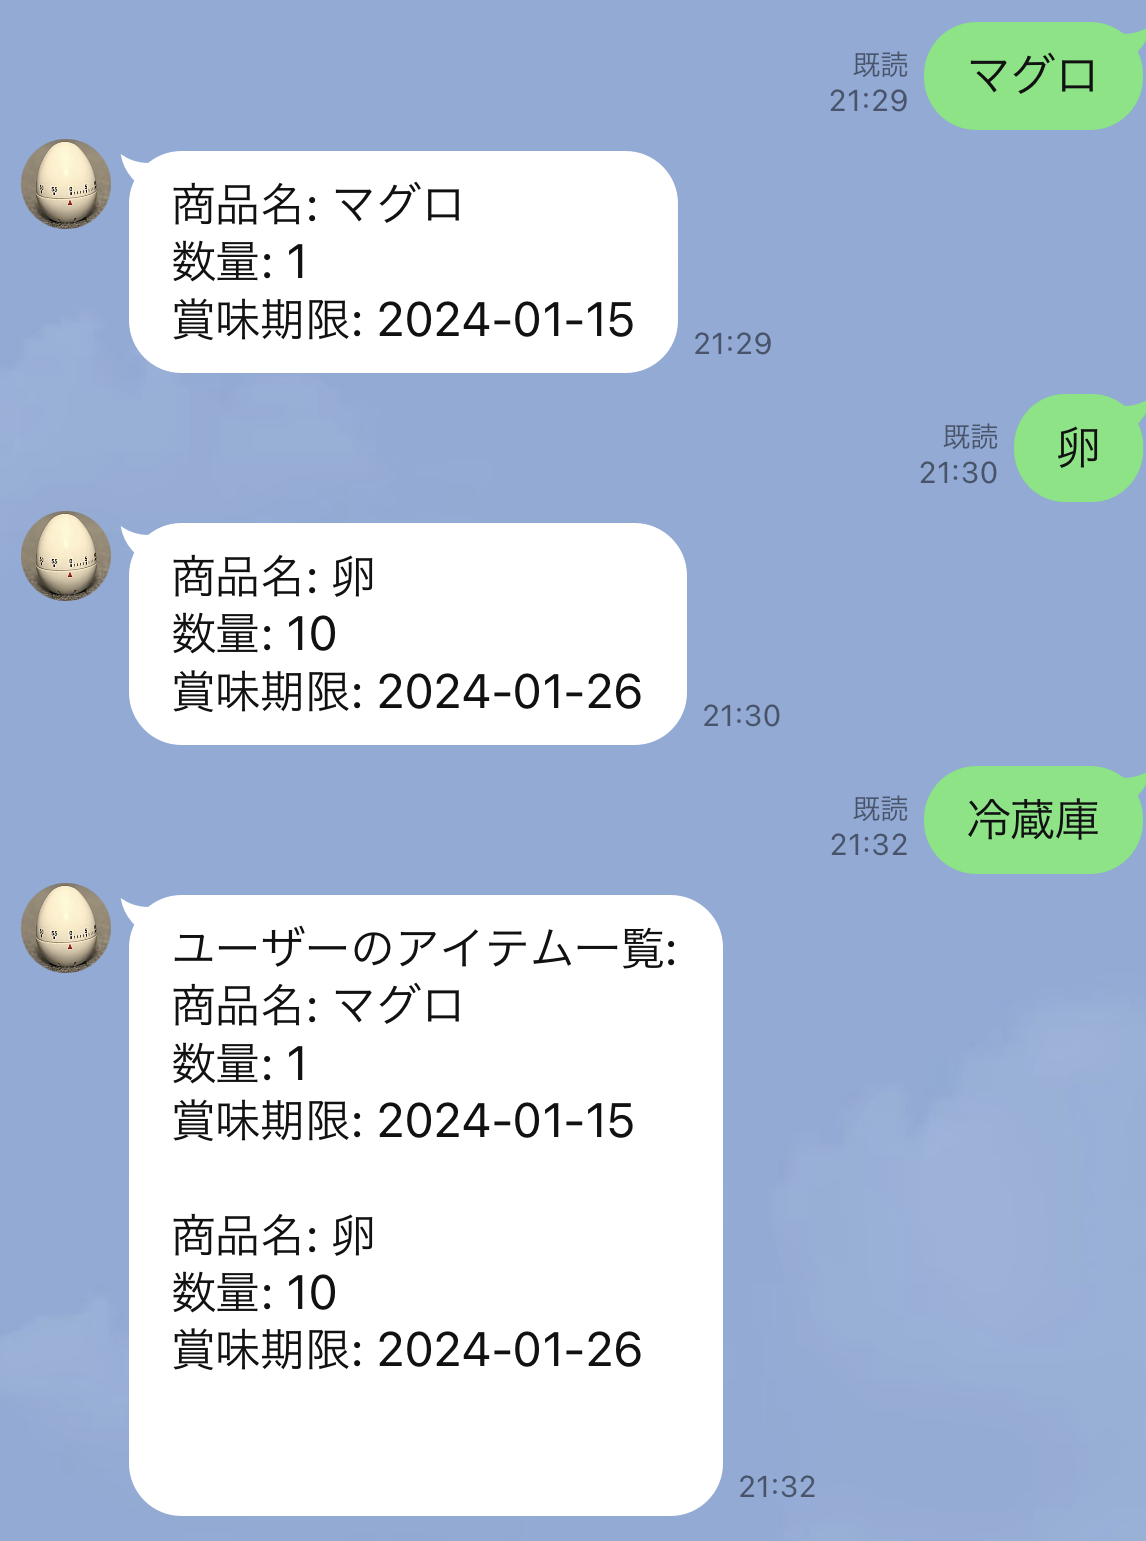 マグロ
既読
21:29
商品名: マグロ
数量: 1
賞味期限: 2024-01-15
21:29
卵
既読
21:30
商品名: 卵
数量: 10
賞味期限: 2024-01-26
21:30
冷蔵庫
既読
21:32
ユーザーのアイテム一覧:
商品名: マグロ
数量: 1
賞味期限: 2024-01-15
商品名: 卵
数量: 10
賞味期限: 2024-01-26
21:32